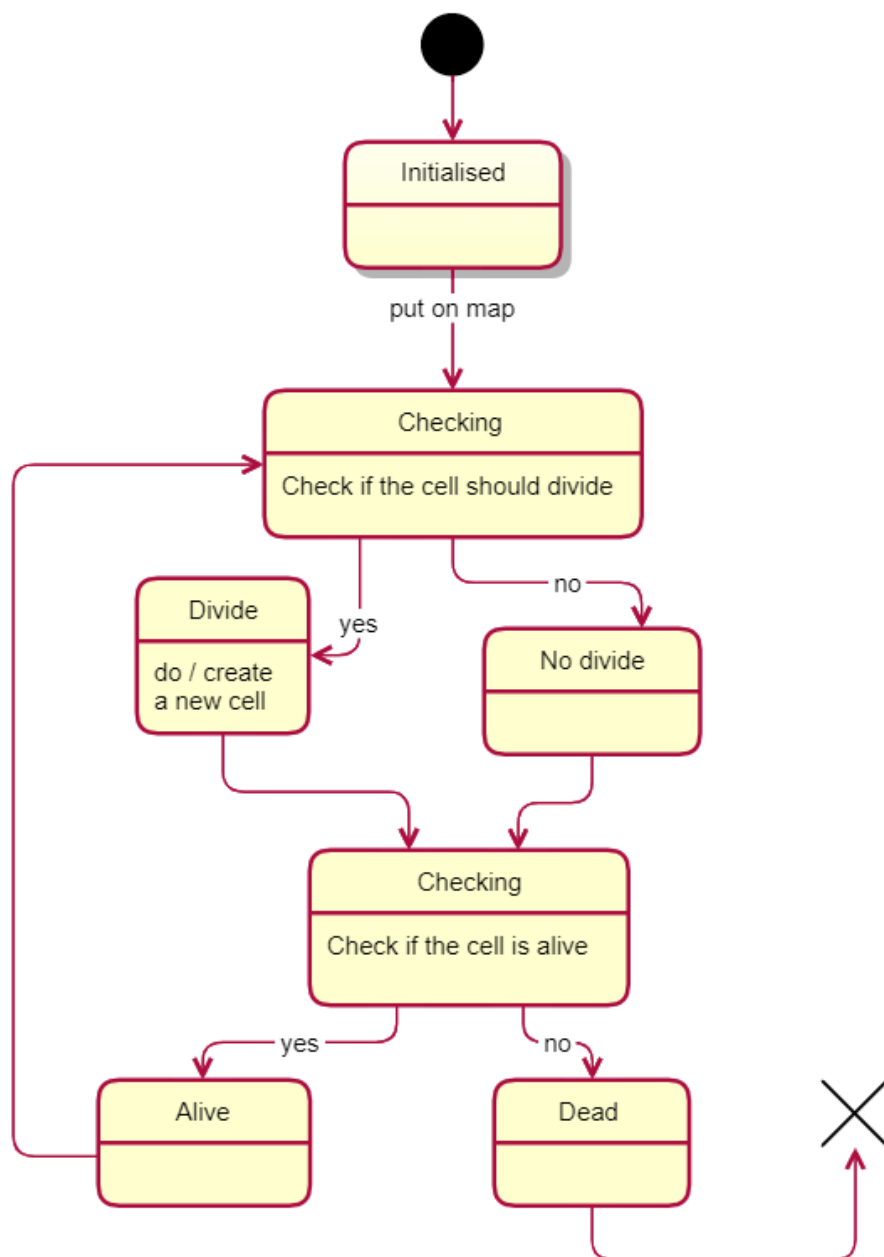 Initialised
put on map
Checking
Check if the cell should divide
yes
no
Divide
do / create
a new cell
No divide
Checking
Check if the cell is alive
yes
no
Alive
Dead